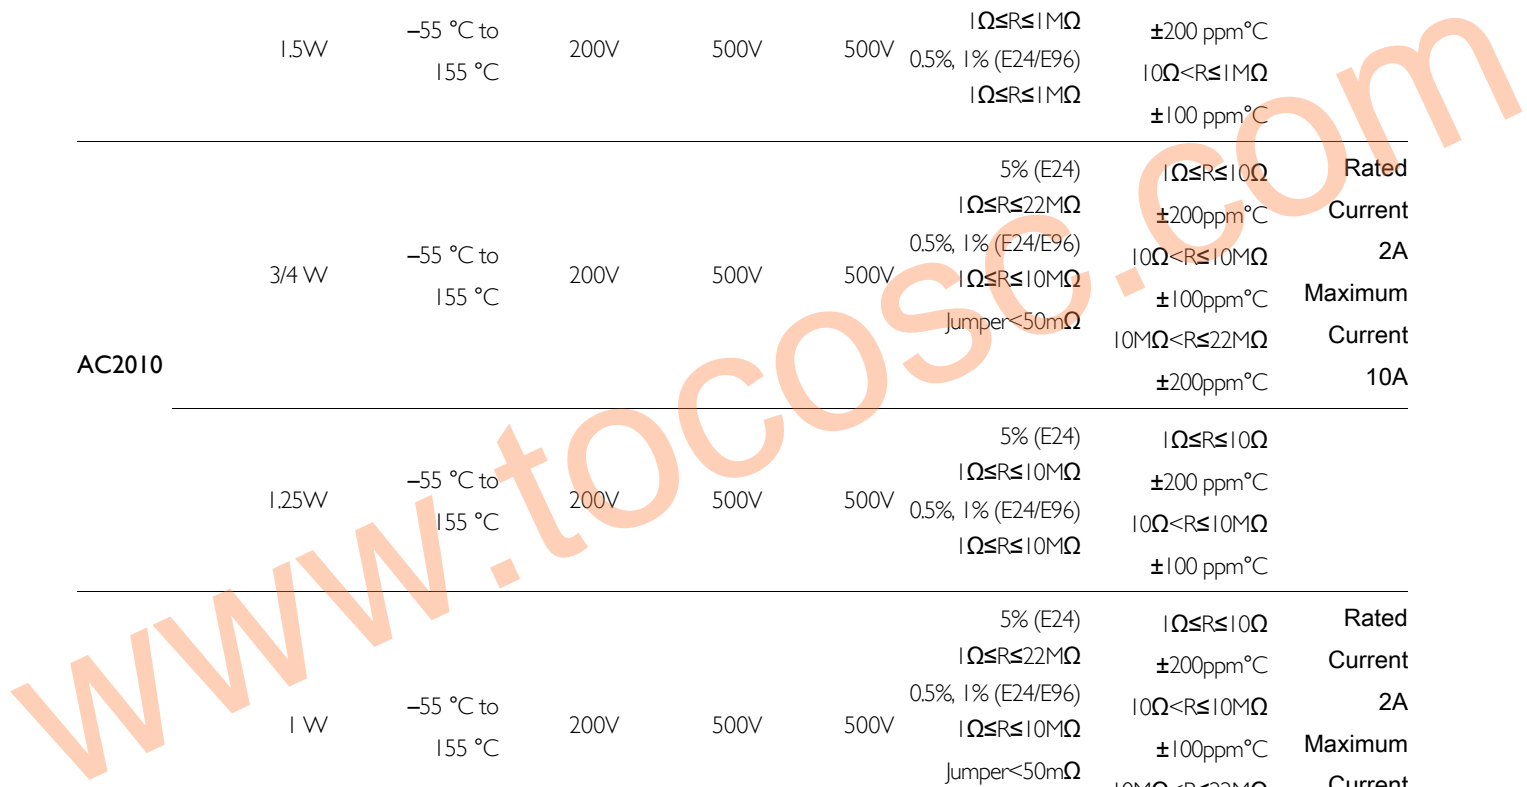 1.5W
–55 °C to
155 °C
200V
500V
500V
1Ω≤R≤1MΩ
0.5%, 1% (E24/E96)
1Ω≤R≤1MΩ
±200 ppm°C
10Ω<R≤1MΩ
±100 ppm°C
AC2010
3/4 W
–55 °C to
155 °C
200V
500V
500V
5% (E24)
1Ω≤R≤22MΩ
0.5%, 1% (E24/E96)
1Ω≤R≤10MΩ
Jumper<50mΩ
1Ω≤R≤10Ω
±200ppm°C
10Ω<R≤10MΩ
±100ppm°C
10MΩ<R≤22MΩ
±200ppm°C
Rated
Current
2A
Maximum
Current
10A
1.25W
–55 °C to
155 °C
200V
500V
500V
5% (E24)
1Ω≤R≤10MΩ
0.5%, 1% (E24/E96)
1Ω≤R≤10MΩ
1Ω≤R≤10Ω
±200 ppm°C
10Ω<R≤10MΩ
±100 ppm°C
1 W
–55 °C to
155 °C
200V
500V
500V
5% (E24)
1Ω≤R≤22MΩ
0.5%, 1% (E24/E96)
1Ω≤R≤10MΩ
Jumper<50mΩ
1Ω≤R≤10Ω
±200ppm°C
10Ω<R≤10MΩ
±100ppm°C
10MΩ<R≤22MΩ
Rated
Current
2A
Maximum
Current
www.tocosc.com